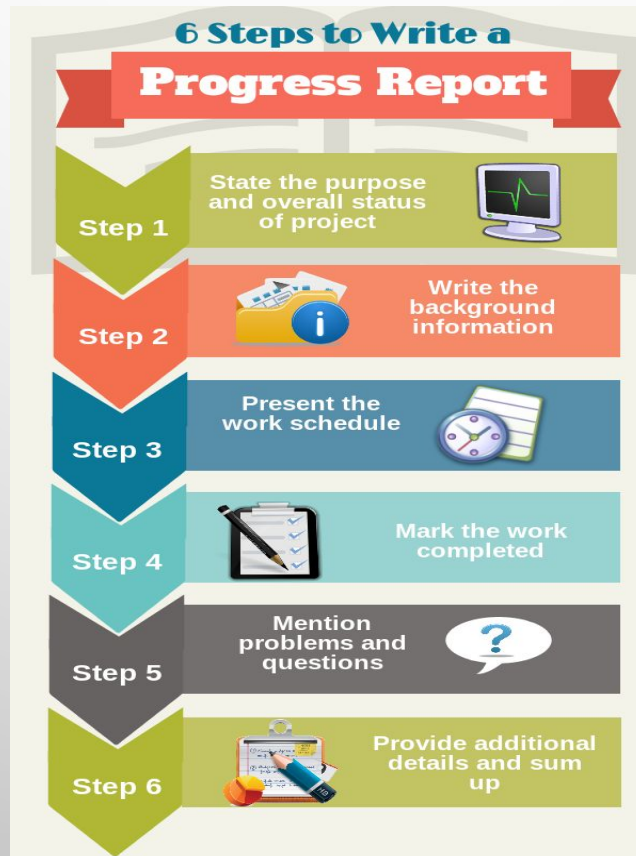 6 Steps to Write a
Progress Report
Step 1
State the purpose
and overall status
of project
Step 2
Write the
background
information
Step 3
Present the
work schedule
Step 4
Mark the work
completed
Step 5
Mention
problems and
questions
Step 6
Provide additional
details and sum
up